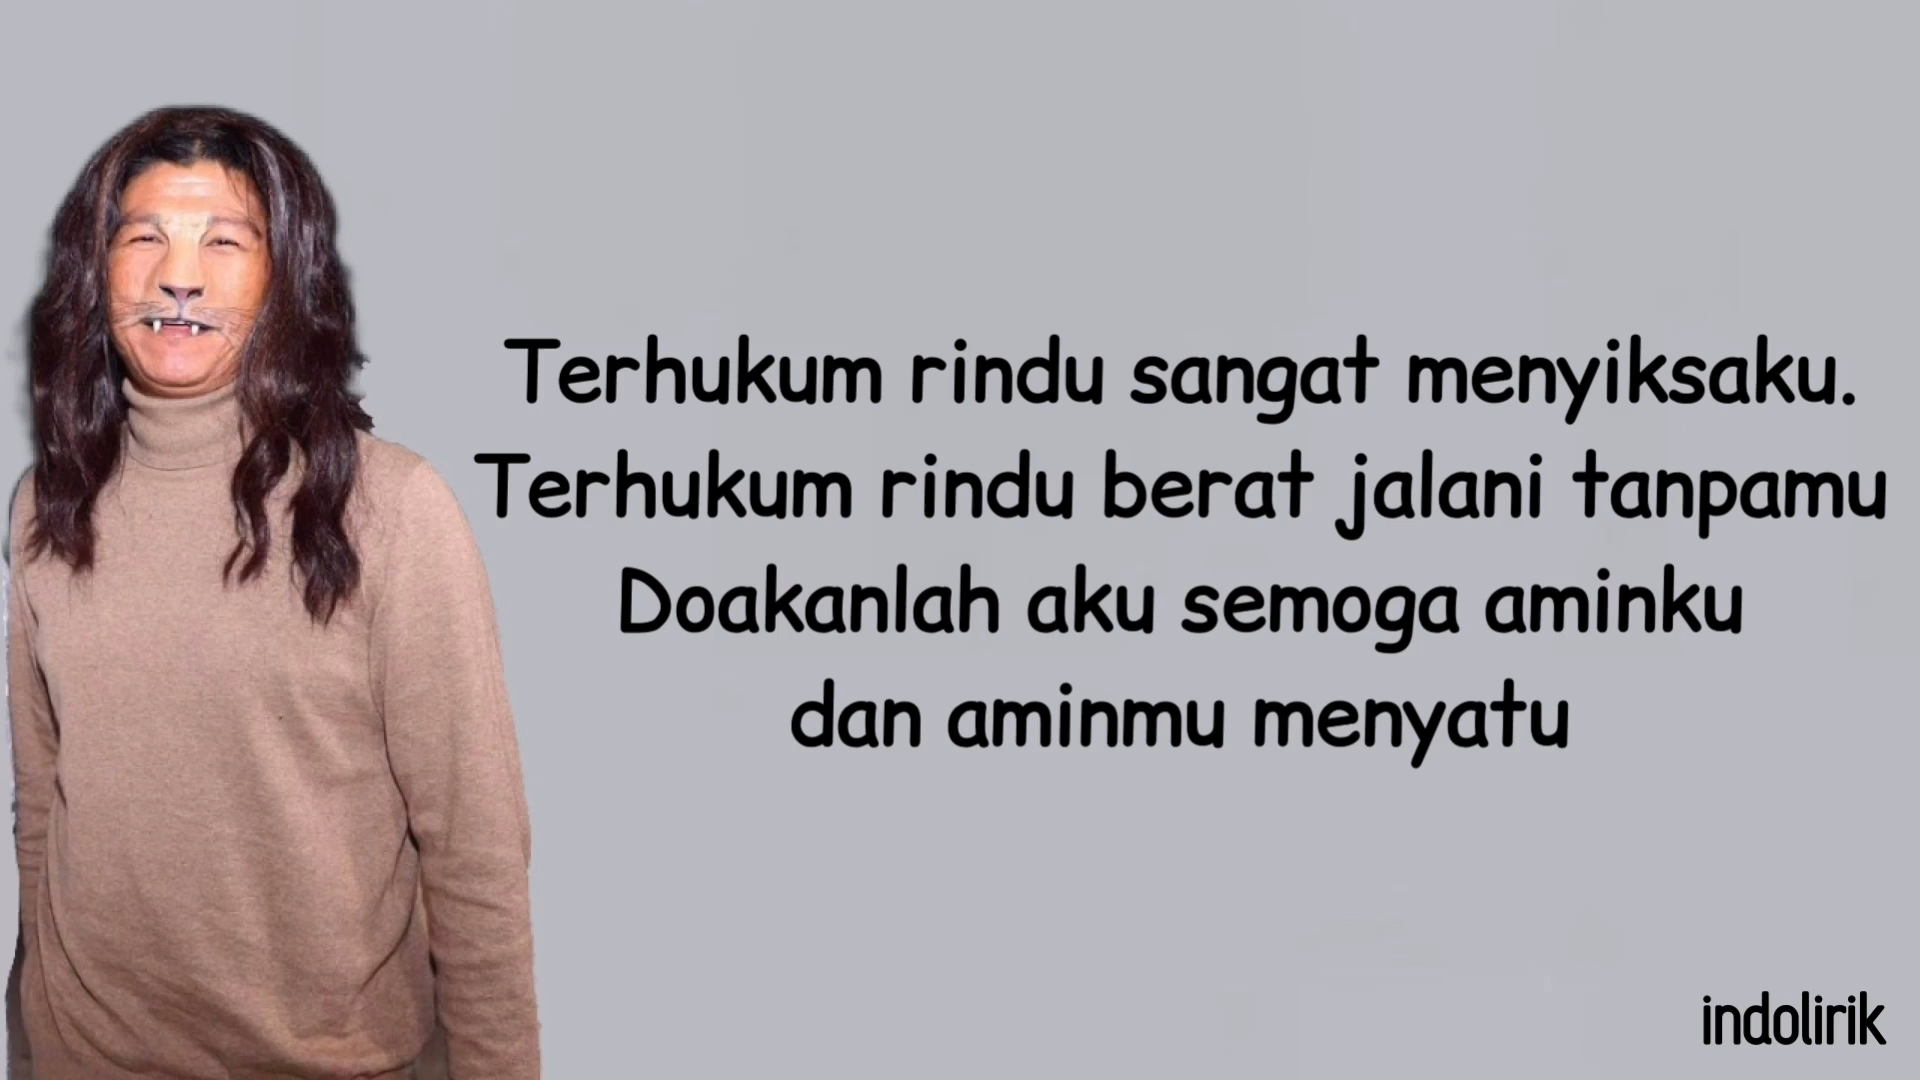 Terhukum rindu sangat menyiksaku.
Terhukum rindu berat jalani tanpamu
Doakanlah aku semoga aminku
dan aminmu menyatu
indolirik